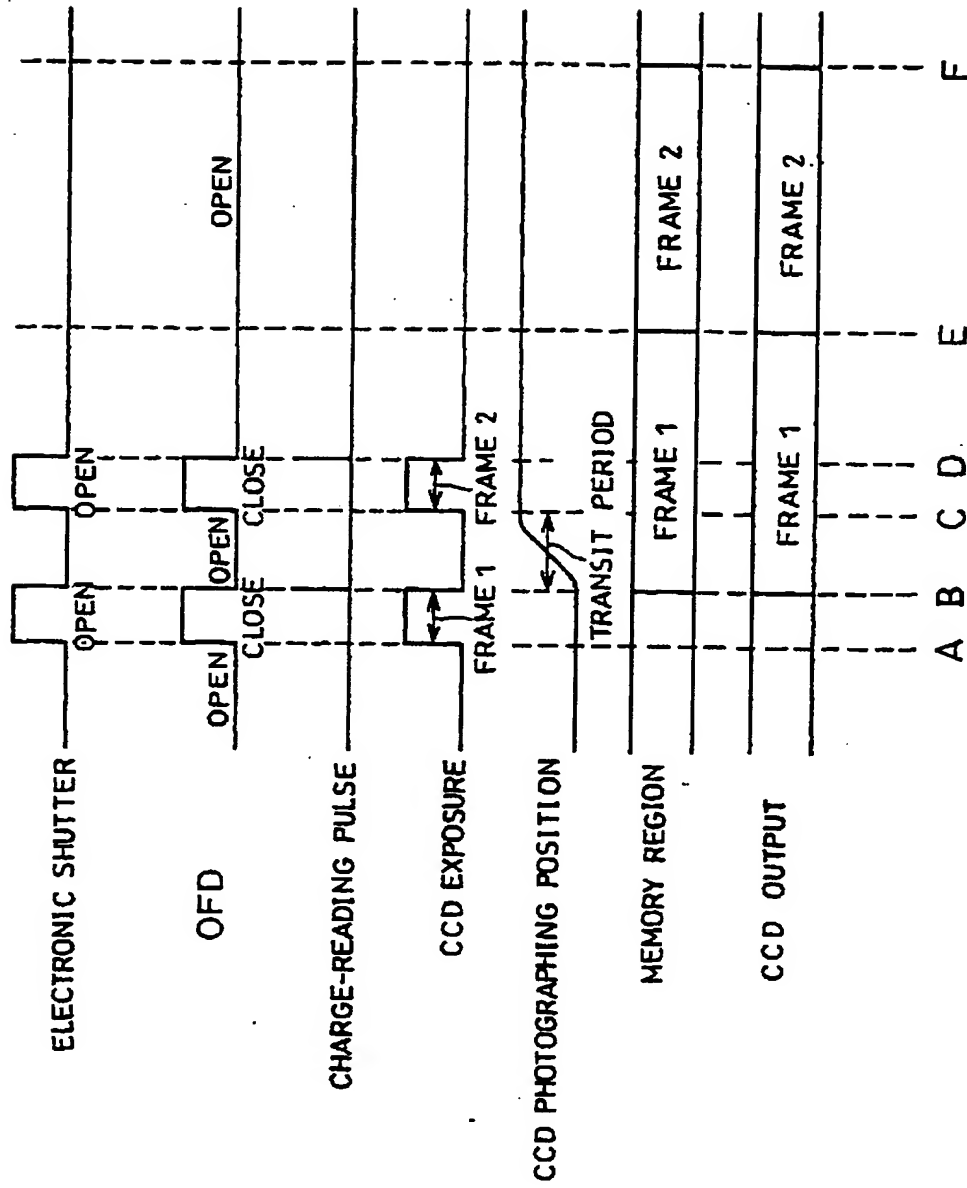 ELECTRONIC SHUTTER
OPEN
OPEN
OFD
OPEN
CLOSE
OPEN
CLOSE
OPEN
CHARGE-READING PULSE
CCD EXPOSURE
FRAME 1
FRAME 2
CCD PHOTOGRAPHING POSITION
TRANSIT PERIOD
MEMORY REGION
FRAME 1
FRAME 2
CCD OUTPUT
FRAME 1
FRAME 2
A B C D E F